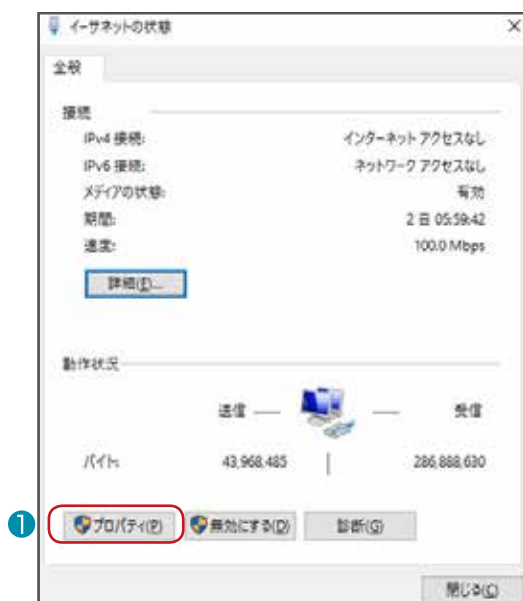 イーサネットの状態
全般
接続
IPv4 接続: インターネット アクセスなし
IPv6 接続: ネットワーク アクセスなし
メディアの状態: 有効
期間: 2 日 05:59:42
速度: 100.0 Mbps
詳細(E)...
動作状況
送信 — — 受信
バイト: 43,968,485 | 286,888,630
1 プロパティ(P) 無効にする(D) 診断(G)
閉じる(C)